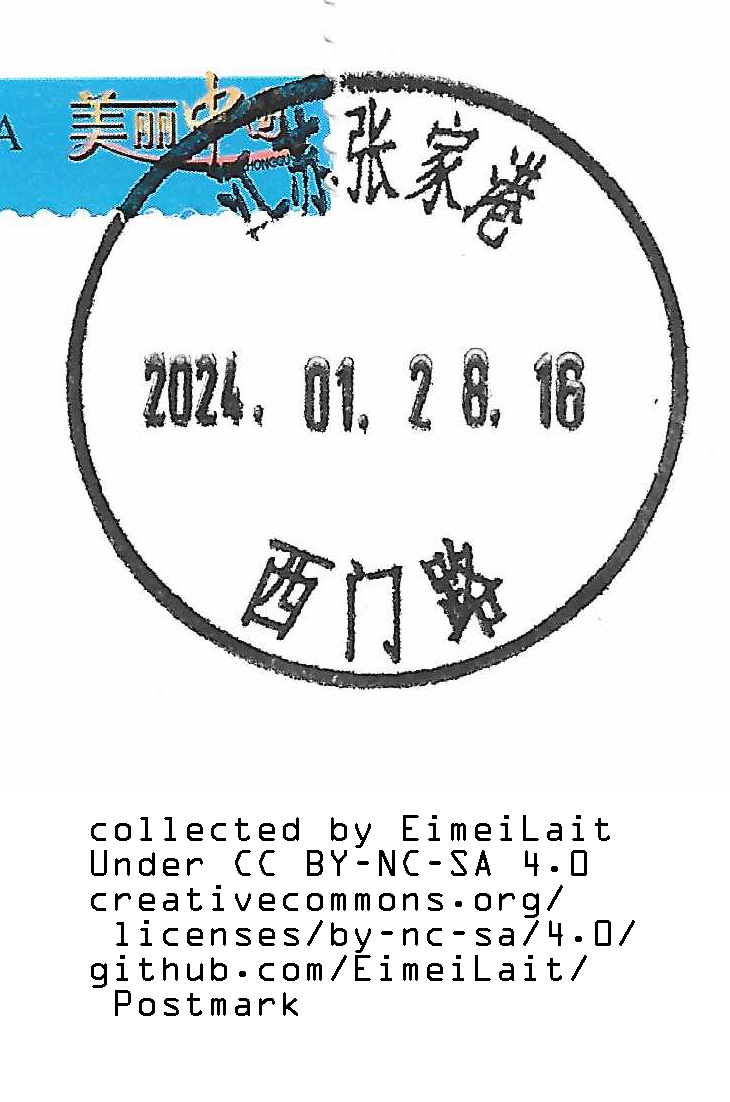 A 美丽中国
ZHONGGUO
江苏.张家港
2024. 01. 28. 16
西门路
collected by EimeiLait
Under CC BY-NC-SA 4.0
creativecommons.org/
licenses/by-nc-sa/4.0/
github.com/EimeiLait/
Postmark